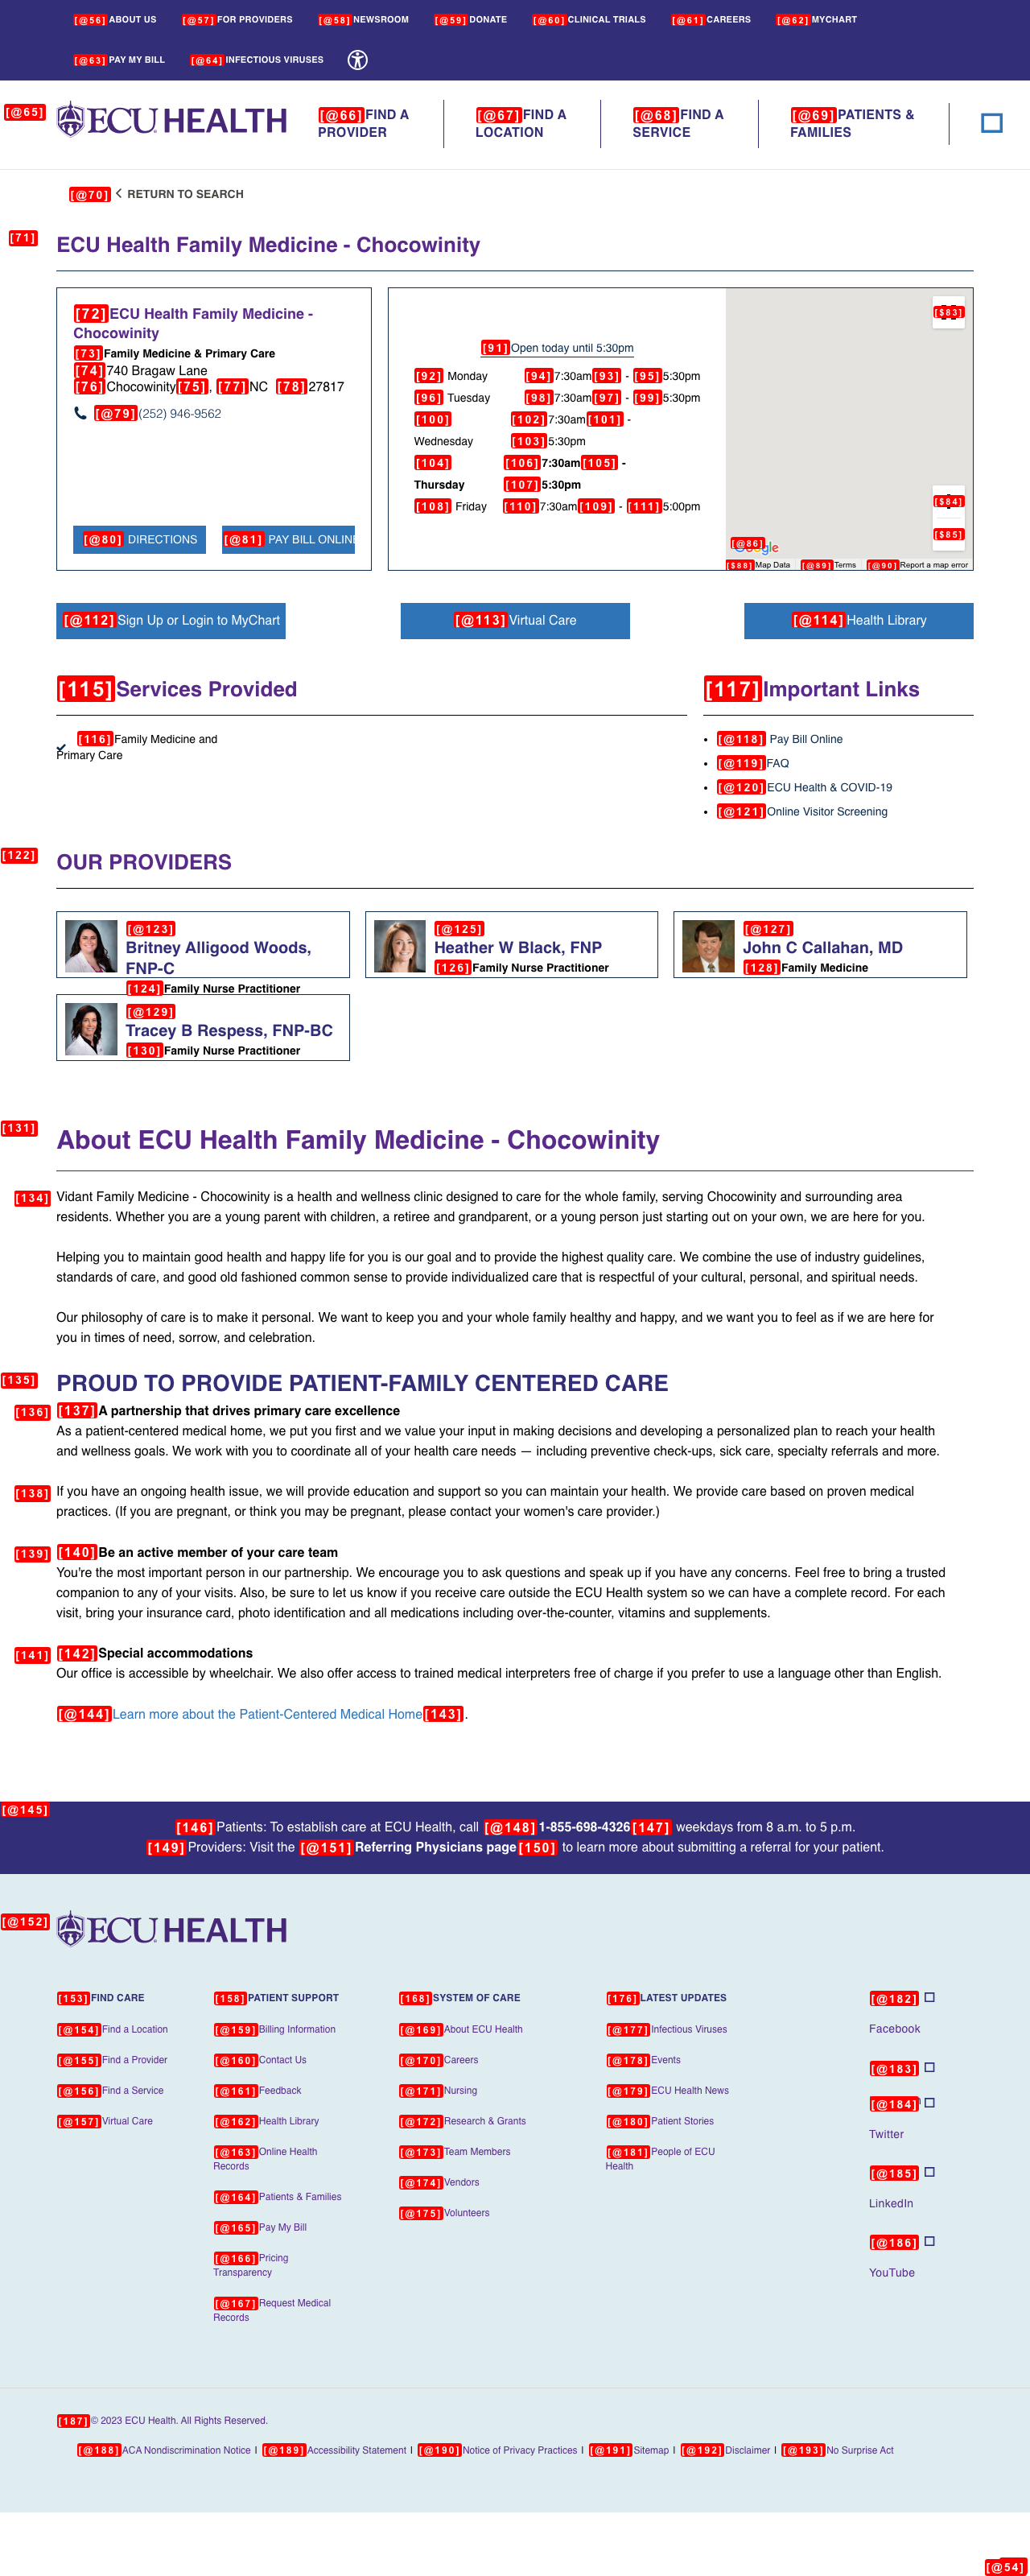 [@56] ABOUT US [@57] FOR PROVIDERS [@58] NEWSROOM [@59] DONATE [@60] CLINICAL TRIALS [@61] CAREERS [@62] MYCHART
[@63] PAY MY BILL [@64] INFECTIOUS VIRUSES
[@65] ECU HEALTH
[@66]FIND A PROVIDER
[@67]FIND A LOCATION
[@68]FIND A SERVICE
[@69]PATIENTS & FAMILIES
[@70] RETURN TO SEARCH
[71] ECU Health Family Medicine - Chocowinity
[72]ECU Health Family Medicine -
Chocowinity
[73]Family Medicine & Primary Care
[74]740 Bragaw Lane
[76]Chocowinity[75], [77]NC [78]27817
[@79](252) 946-9562
[@80] DIRECTIONS [@81] PAY BILL ONLINE
[91]Open today until 5:30pm
[92] Monday [94]7:30am[93] - [95]5:30pm
[96] Tuesday [98]7:30am[97] - [99]5:30pm
[100] Wednesday [102]7:30am[101] - [103]5:30pm
[104] Thursday [106]7:30am[105] - [107]5:30pm
[108] Friday [110]7:30am[109] - [111]5:00pm
[$83]
[$84]
[$85]
[@86]
[$88]Map Data [@89]Terms [@90]Report a map error
[@112]Sign Up or Login to MyChart [@113]Virtual Care [@114]Health Library
[115]Services Provided
[116]Family Medicine and
Primary Care
[117]Important Links
[@118] Pay Bill Online
[@119]FAQ
[@120]ECU Health & COVID-19
[@121]Online Visitor Screening
[122] OUR PROVIDERS
[@123]
Britney Alligood Woods,
FNP-C
[124]Family Nurse Practitioner
[@125]
Heather W Black, FNP
[126]Family Nurse Practitioner
[@127]
John C Callahan, MD
[128]Family Medicine
[@129]
Tracey B Respess, FNP-BC
[130]Family Nurse Practitioner
[131] About ECU Health Family Medicine - Chocowinity
[134] Vidant Family Medicine - Chocowinity is a health and wellness clinic designed to care for the whole family, serving Chocowinity and surrounding area
residents. Whether you are a young parent with children, a retiree and grandparent, or a young person just starting out on your own, we are here for you.
Helping you to maintain good health and happy life for you is our goal and to provide the highest quality care. We combine the use of industry guidelines,
standards of care, and good old fashioned common sense to provide individualized care that is respectful of your cultural, personal, and spiritual needs.
Our philosophy of care is to make it personal. We want to keep you and your whole family healthy and happy, and we want you to feel as if we are here for
you in times of need, sorrow, and celebration.
[135] PROUD TO PROVIDE PATIENT-FAMILY CENTERED CARE
[136] [137]A partnership that drives primary care excellence
As a patient-centered medical home, we put you first and we value your input in making decisions and developing a personalized plan to reach your health
and wellness goals. We work with you to coordinate all of your health care needs — including preventive check-ups, sick care, specialty referrals and more.
[138] If you have an ongoing health issue, we will provide education and support so you can maintain your health. We provide care based on proven medical
practices. (If you are pregnant, or think you may be pregnant, please contact your women's care provider.)
[139] [140]Be an active member of your care team
You're the most important person in our partnership. We encourage you to ask questions and speak up if you have any concerns. Feel free to bring a trusted
companion to any of your visits. Also, be sure to let us know if you receive care outside the ECU Health system so we can have a complete record. For each
visit, bring your insurance card, photo identification and all medications including over-the-counter, vitamins and supplements.
[141] [142]Special accommodations
Our office is accessible by wheelchair. We also offer access to trained medical interpreters free of charge if you prefer to use a language other than English.
[@144]Learn more about the Patient-Centered Medical Home[143].
[@145]
[146]Patients: To establish care at ECU Health, call [@148]1-855-698-4326[147] weekdays from 8 a.m. to 5 p.m.
[149]Providers: Visit the [@151]Referring Physicians page[150] to learn more about submitting a referral for your patient.
[@152] ECU HEALTH
[153]FIND CARE
[@154]Find a Location
[@155]Find a Provider
[@156]Find a Service
[@157]Virtual Care
[158]PATIENT SUPPORT
[@159]Billing Information
[@160]Contact Us
[@161]Feedback
[@162]Health Library
[@163]Online Health
Records
[@164]Patients & Families
[@165]Pay My Bill
[@166]Pricing
Transparency
[@167]Request Medical
Records
[168]SYSTEM OF CARE
[@169]About ECU Health
[@170]Careers
[@171]Nursing
[@172]Research & Grants
[@173]Team Members
[@174]Vendors
[@175]Volunteers
[176]LATEST UPDATES
[@177]Infectious Viruses
[@178]Events
[@179]ECU Health News
[@180]Patient Stories
[@181]People of ECU
Health
[@182]
Facebook
[@183]
[@184]
Twitter
[@185]
LinkedIn
[@186]
YouTube
[187]© 2023 ECU Health. All Rights Reserved.
[@188]ACA Nondiscrimination Notice | [@189]Accessibility Statement | [@190]Notice of Privacy Practices | [@191]Sitemap | [@192]Disclaimer | [@193]No Surprise Act
[@54]